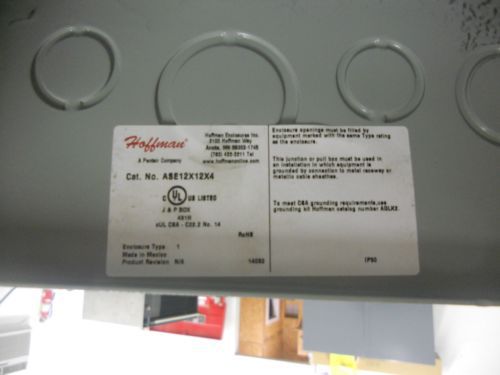 Hoffman
A Pentair Company
Hoffman Enclosures Inc.
2100 Hoffman Way
Anoka, MN 55303-1745
(763) 422-2211 Tel
www.hoffmanonline.com
Cat. No. ASE12X12X4
C UL US LISTED
J & P BOX
491H
cUL CSA - C22.2 No. 14
RoHS
Enclosure Type: 1
Made in Mexico
Product Revision N/A
14092
Enclosure openings must be filled by
equipment marked with the same Type rating
as the enclosure.
This junction or pull box must be used in
an installation in which equipment is
grounded by connection to metal raceway or
metallic cable sheathes.
To meet CSA grounding requirements,use
grounding kit Hoffman catalog number AGLK2.
IP30